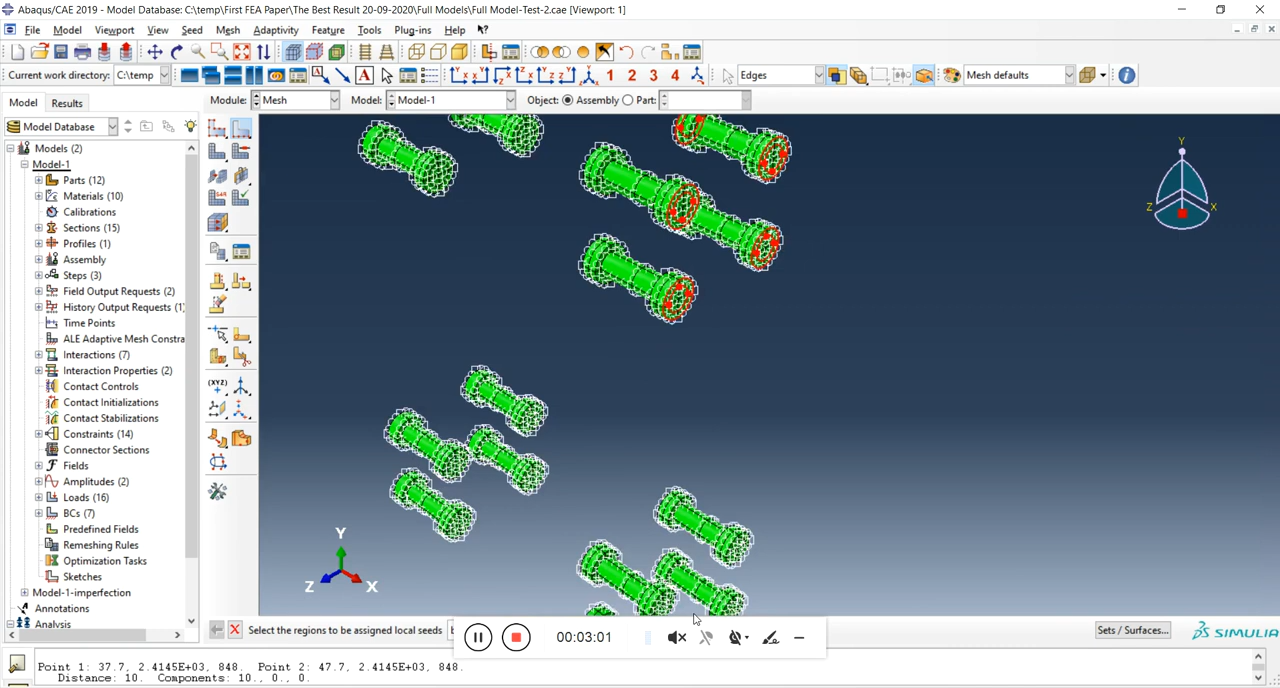 Abaqus/CAE 2019 - Model Database: C:\temp\First FEA Paper\The Best Result 20-09-2020\Full Models\Full Model-Test-2.cae [Viewport: 1]
File Model Viewport View Seed Mesh Adaptivity Feature Tools Plug-ins Help
Current work directory: C:\temp 1 2 3 4 Edges Mesh defaults
Model Results Module: Mesh Model: Model-1 Object: Assembly Part:
Model Database
Models (2)
Model-1
Parts (12)
Materials (10)
Calibrations
Sections (15)
Profiles (1)
Assembly
Steps (3)
Field Output Requests (2)
History Output Requests (1)
Time Points
ALE Adaptive Mesh Constra
Interactions (7)
Interaction Properties (2)
Contact Controls
Contact Initializations
Contact Stabilizations
Constraints (14)
Connector Sections
Fields
Amplitudes (2)
Loads (16)
BCs (7)
Predefined Fields
Remeshing Rules
Optimization Tasks
Sketches
Model-1-imperfection
Annotations
Analysis
Y
Z X
Y
Z X
Select the regions to be assigned local seeds
00:03:01
Sets / Surfaces...
SIMULIA
Point 1: 37.7, 2.4145E+03, 848. Point 2: 47.7, 2.4145E+03, 848.
Distance: 10. Components: 10., 0., 0.